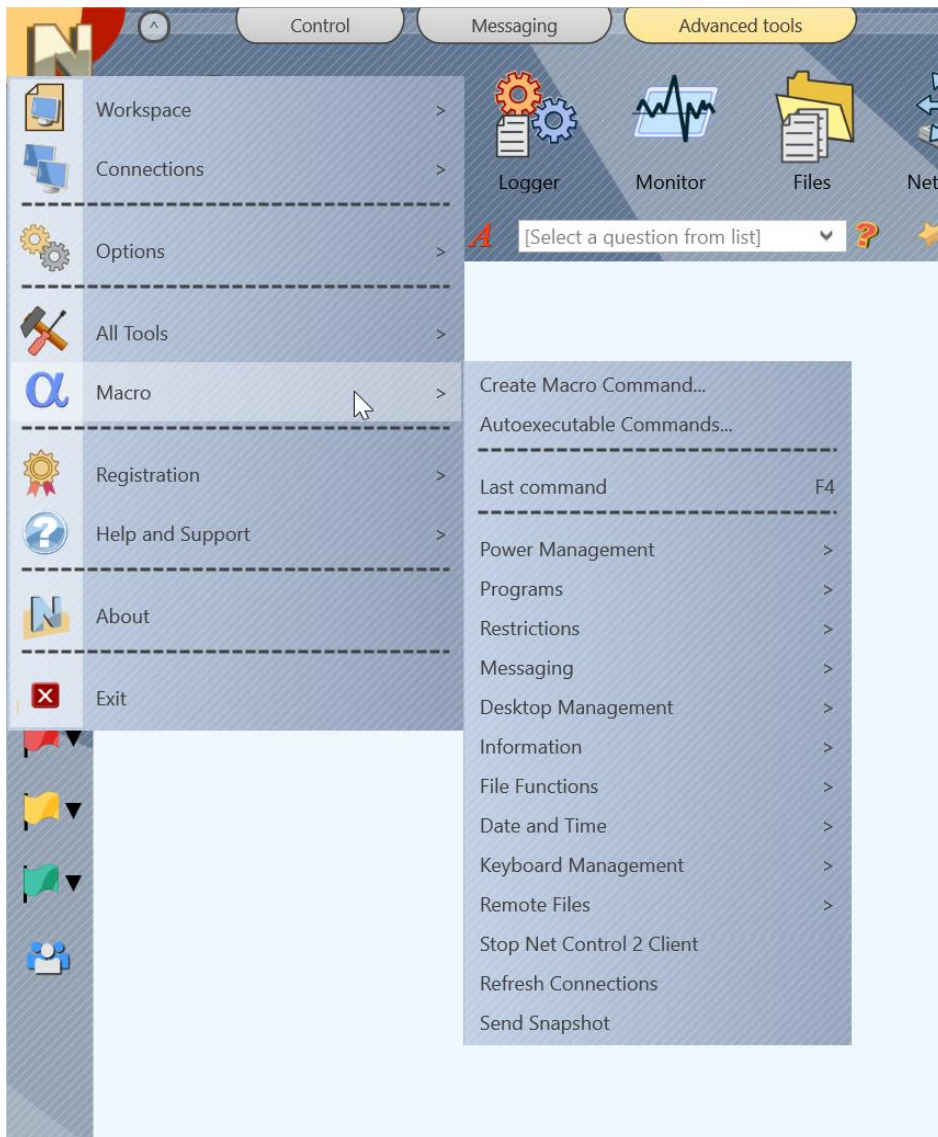 Control
Messaging
Advanced tools
Workspace >
Connections >
Options >
All Tools >
Macro >
Registration >
Help and Support >
About
Exit
Logger
Monitor
Files
Net
A
[Select a question from list]
?
Create Macro Command...
Autoexecutable Commands...
Last command F4
Power Management >
Programs >
Restrictions >
Messaging >
Desktop Management >
Information >
File Functions >
Date and Time >
Keyboard Management >
Remote Files >
Stop Net Control 2 Client
Refresh Connections
Send Snapshot